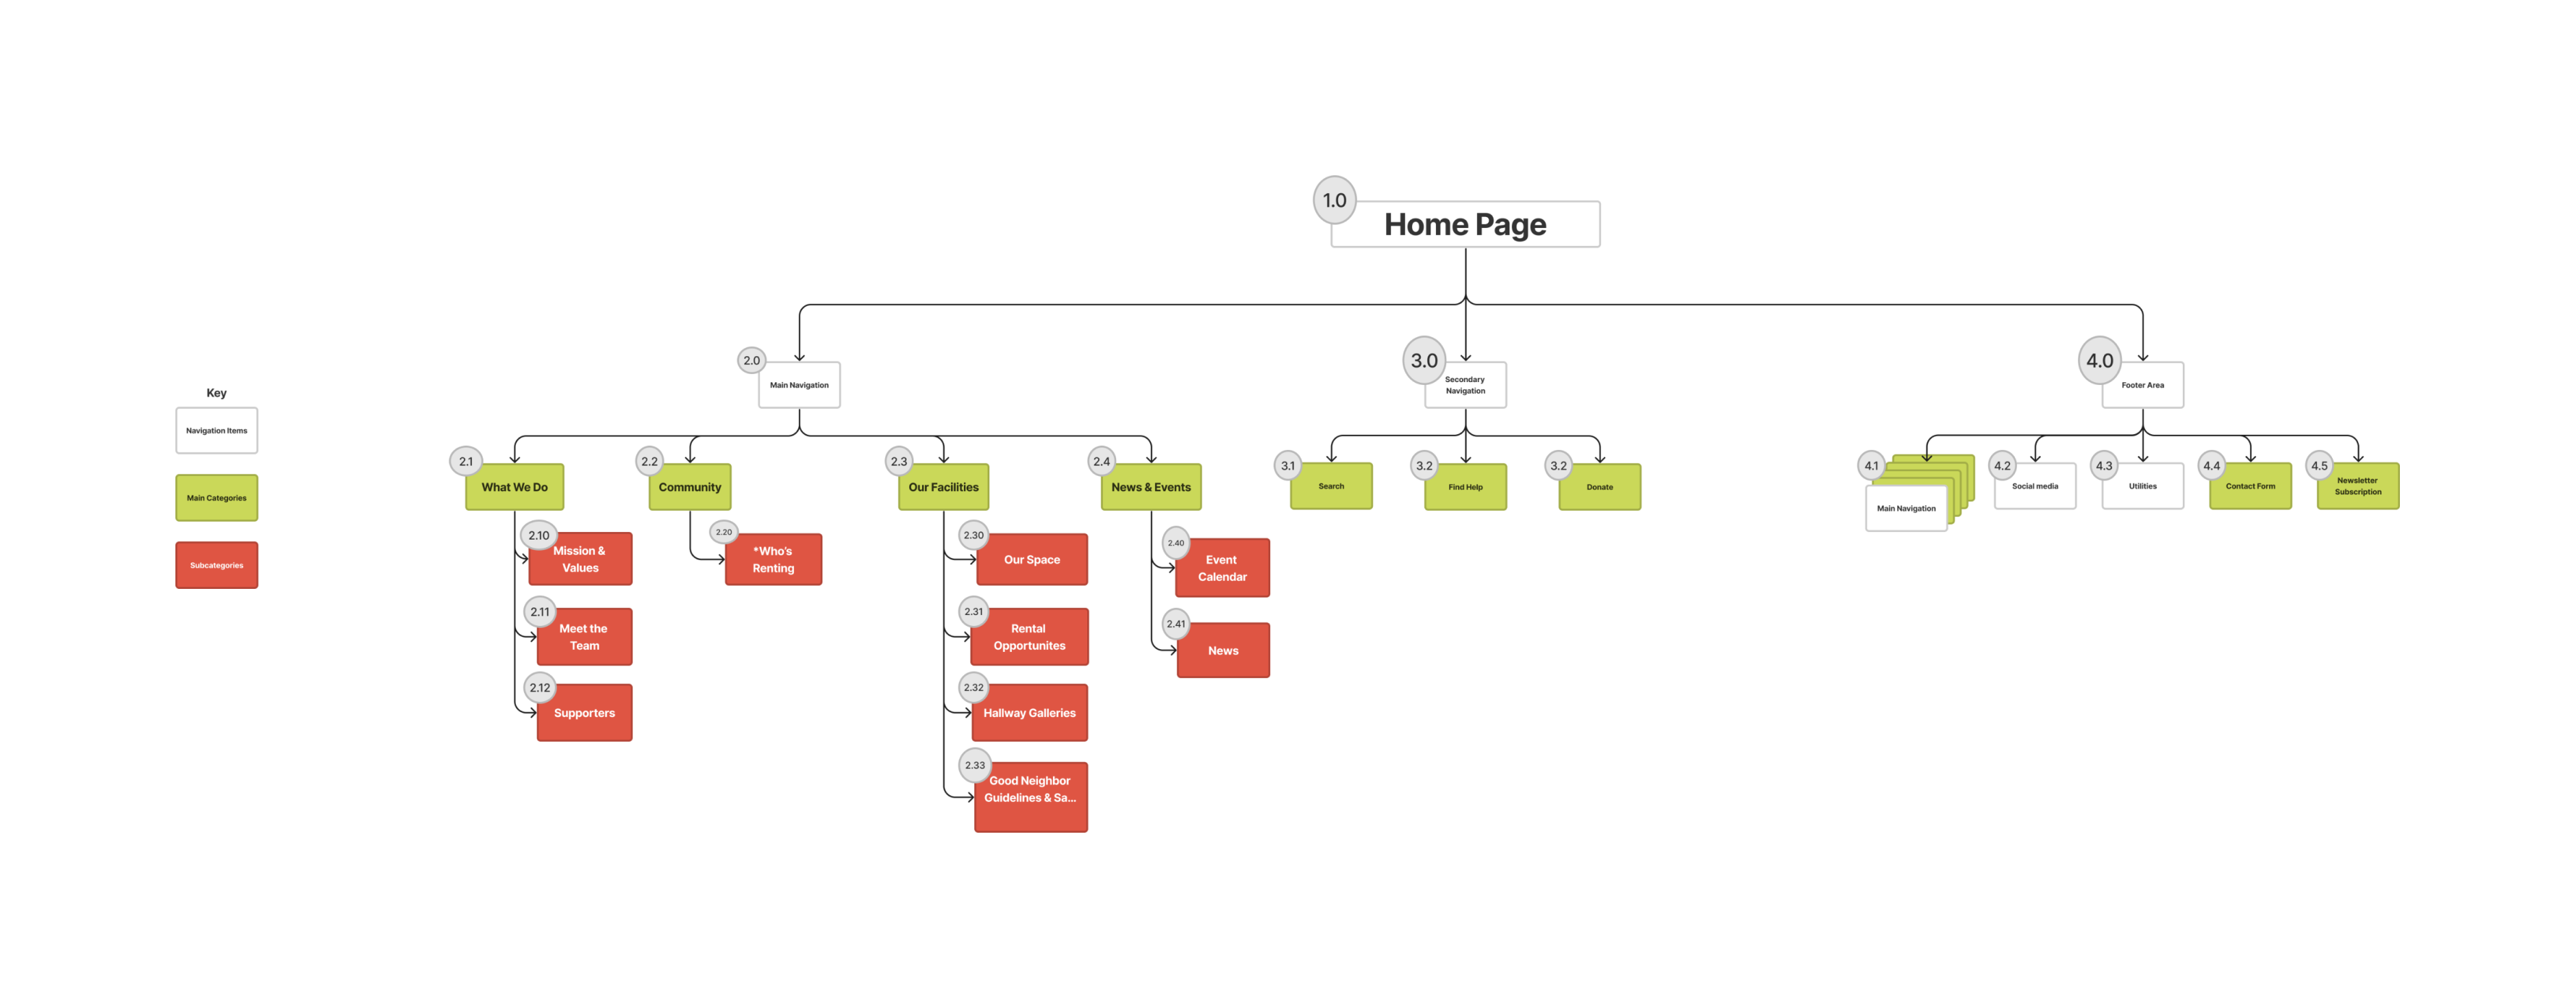 1.0
Home Page
2.0
Main Navigation
3.0
Secondary
Navigation
4.0
Footer Area
Key
Navigation Items
Main Categories
Subcategories
2.1
What We Do
2.2
Community
2.3
Our Facilities
2.4
News & Events
3.1
Search
3.2
Find Help
3.2
Donate
4.1
Main Navigation
4.2
Social media
4.3
Utilities
4.4
Contact Form
4.5
Newsletter
Subscription
2.10
Mission &
Values
2.11
Meet the
Team
2.12
Supporters
2.20
*Who's
Renting
2.30
Our Space
2.31
Rental
Opportunites
2.32
Hallway Galleries
2.33
Good Neighbor
Guidelines & Sa...
2.40
Event
Calendar
2.41
News